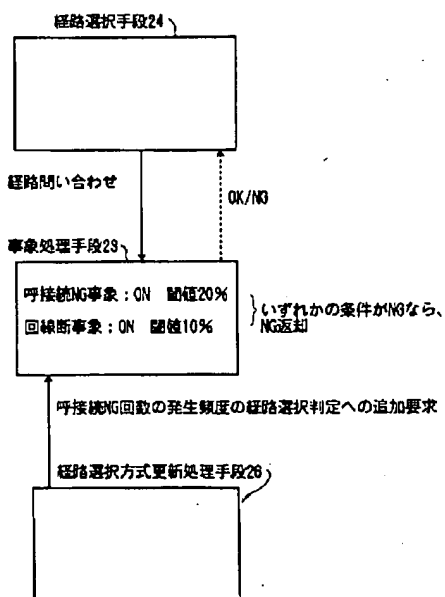 経路選択手段24
経路問い合わせ
OK/NG
事象処理手段23
呼接続NG事象：ON 閾値20%
回線断事象：ON 閾値10%
いずれかの条件がNGなら、
NG返却
呼接続NG回数の発生頻度の経路選択判定への追加要求
経路選択方式更新処理手段26